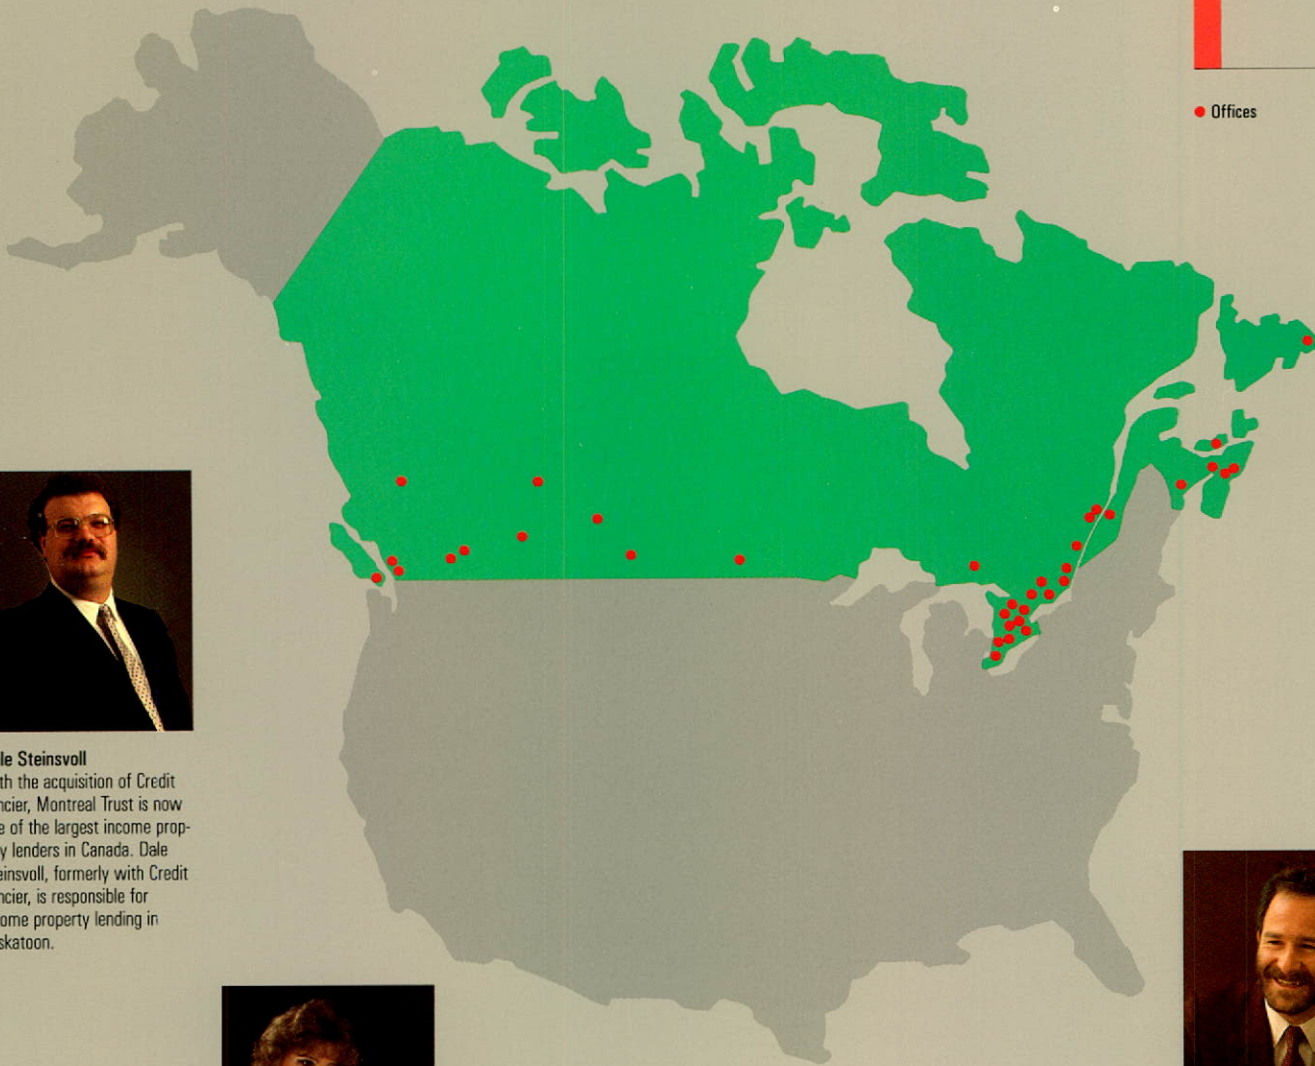 Offices
le Steinsvoll
th the acquisition of Credit
ncier, Montreal Trust is now
e of the largest income prop-
y lenders in Canada. Dale
einsvoll, formerly with Credit
ncier, is responsible for
ome property lending in
skatoon.